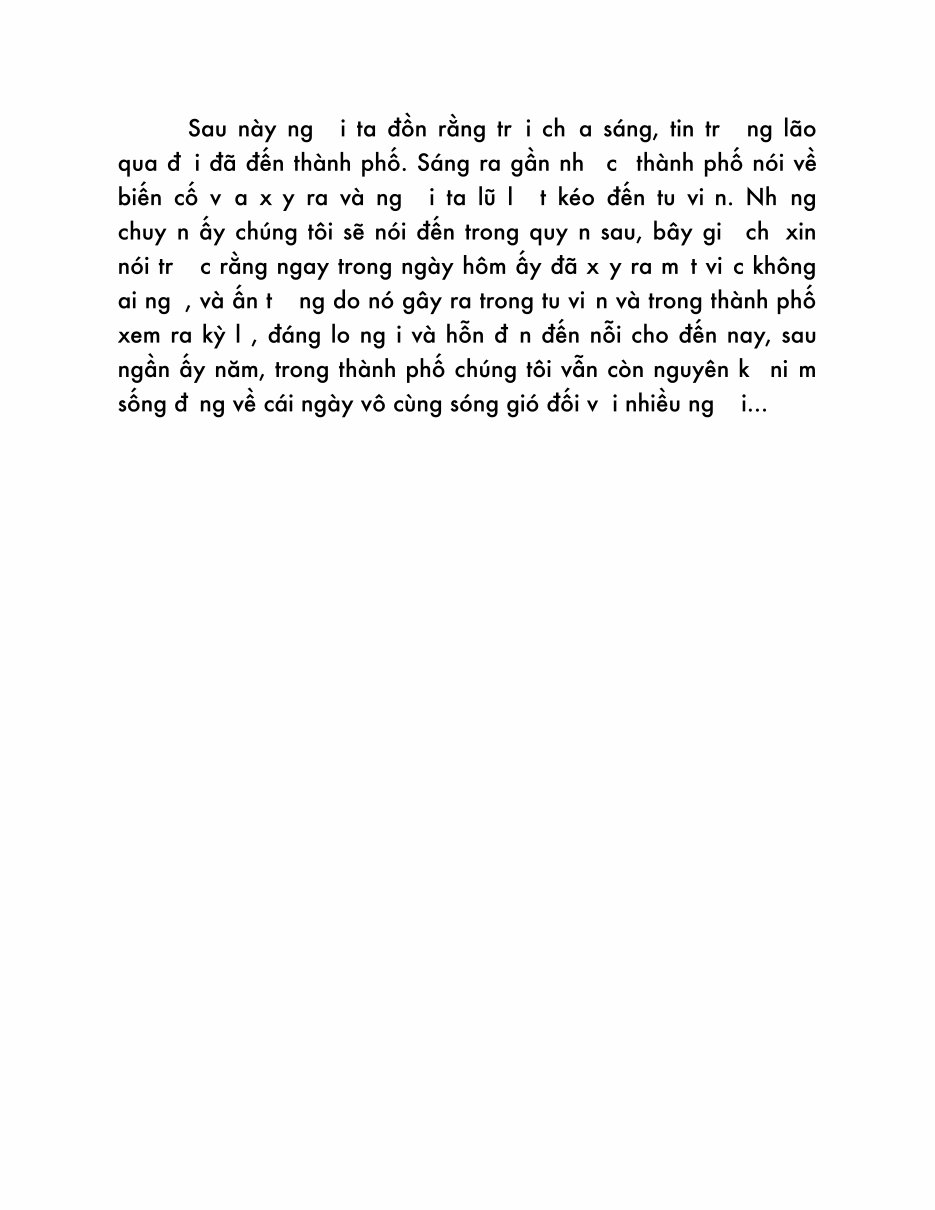 Sau này ng i ta đồn rằng tr i ch a sáng, tin tr ng lão
qua đ i đã đến thành phố. Sáng ra gần nh c thành phố nói về
biến cố v a x y ra và ng i ta lũ l t kéo đến tu vi n. Nh ng
chuy n ấy chúng tôi sẽ nói đến trong quy n sau, bây gi ch xin
nói tr c rằng ngay trong ngày hôm ấy đã x y ra m t vi c không
ai ng , và ấn t ng do nó gây ra trong tu vi n và trong thành phố
xem ra kỳ l , đáng lo ng i và hỗn đ n đến nỗi cho đến nay, sau
ngần ấy năm, trong thành phố chúng tôi vẫn còn nguyên k ni m
sống đ ng về cái ngày vô cùng sóng gió đối v i nhiều ng i...